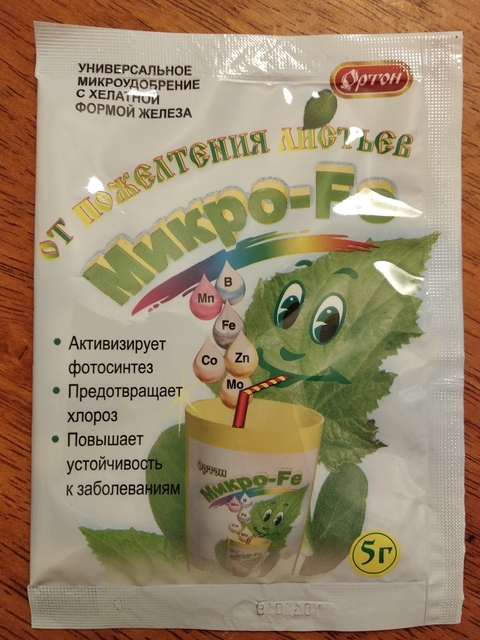 УНИВЕРСАЛЬНОЕ
МИКРОУДОБРЕНИЕ
С ХЕЛАТНОЙ
ФОРМОЙ ЖЕЛЕЗА
Ортон
ОТ ПОЖЕЛТЕНИЯ ЛИСТЬЕВ
Микро-Fe
B
Mn
Fe
Co
Zn
Mo
• Активизирует
фотосинтез
• Предотвращает
хлороз
• Повышает
устойчивость
к заболеваниям
Ортон
Микро-Fe
5г